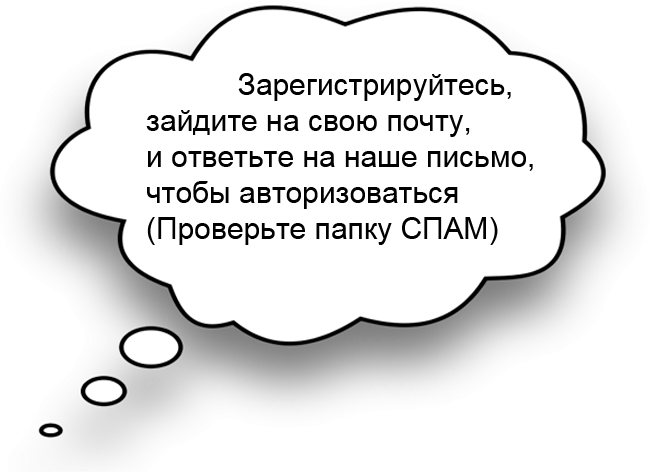 Зарегистрируйтесь,
зайдите на свою почту,
и ответьте на наше письмо,
чтобы авторизоваться
(Проверьте папку СПАМ)